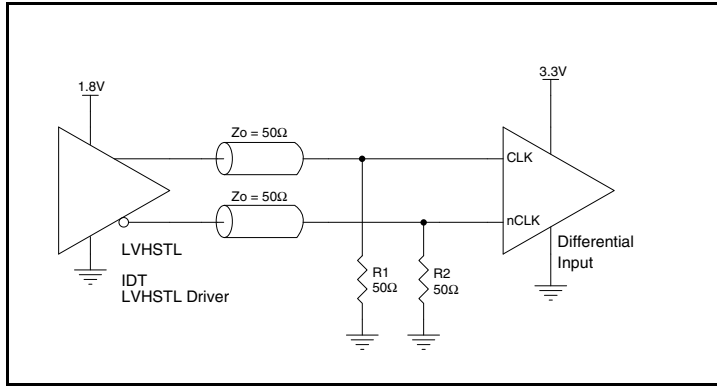 1.8V
3.3V
Zo = 50Ω
CLK
Zo = 50Ω
nCLK
LVHSTL
Differential
Input
IDT
LVHSTL Driver
R1
50Ω
R2
50Ω